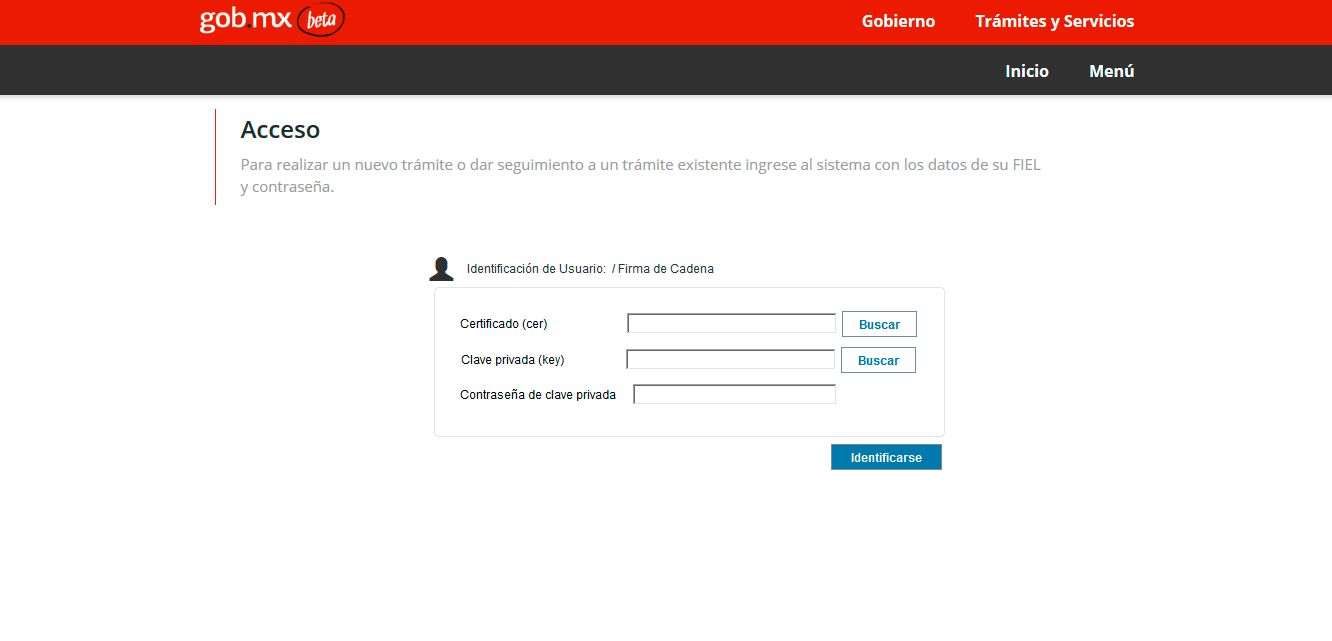 gob.mx beta
Gobierno
Trámites y Servicios
Inicio
Menú
Acceso
Para realizar un nuevo trámite o dar seguimiento a un trámite existente ingrese al sistema con los datos de su FIEL
y contraseña.
Identificación de Usuario: / Firma de Cadena
Certificado (cer)
Buscar
Clave privada (key)
Buscar
Contraseña de clave privada
Identificarse